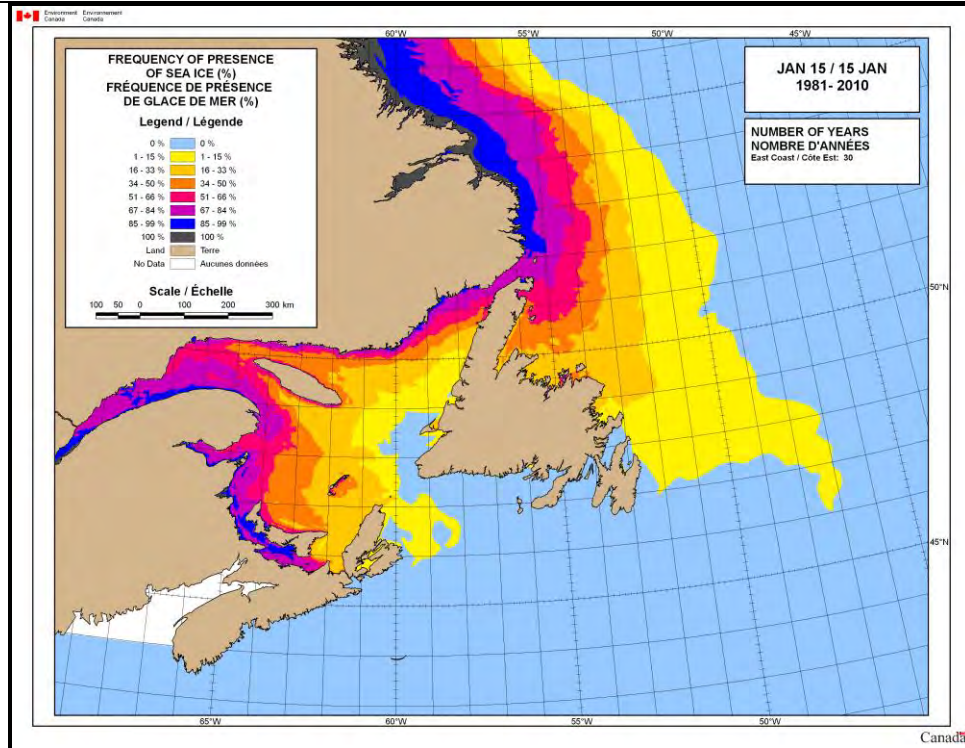 Environment Environnement
Canada Canada
60°W 55°W 50°W 45°W
FREQUENCY OF PRESENCE
OF SEA ICE (%)
FRÉQUENCE DE PRÉSENCE
DE GLACE DE MER (%)
Legend / Légende
0 % 0 %
1 - 15 % 1 - 15 %
16 - 33 % 16 - 33 %
34 - 50 % 34 - 50 %
51 - 66 % 51 - 66 %
67 - 84 % 67 - 84 %
85 - 99 % 85 - 99 %
100 % 100 %
Land Terre
No Data Aucunes données
Scale / Échelle
100 50 0 100 200 300 km
JAN 15 / 15 JAN
1981- 2010
NUMBER OF YEARS
NOMBRE D'ANNÉES
East Coast / Côte Est: 30
50°N
45°N
65°W 60°W 55°W 50°W
Canada